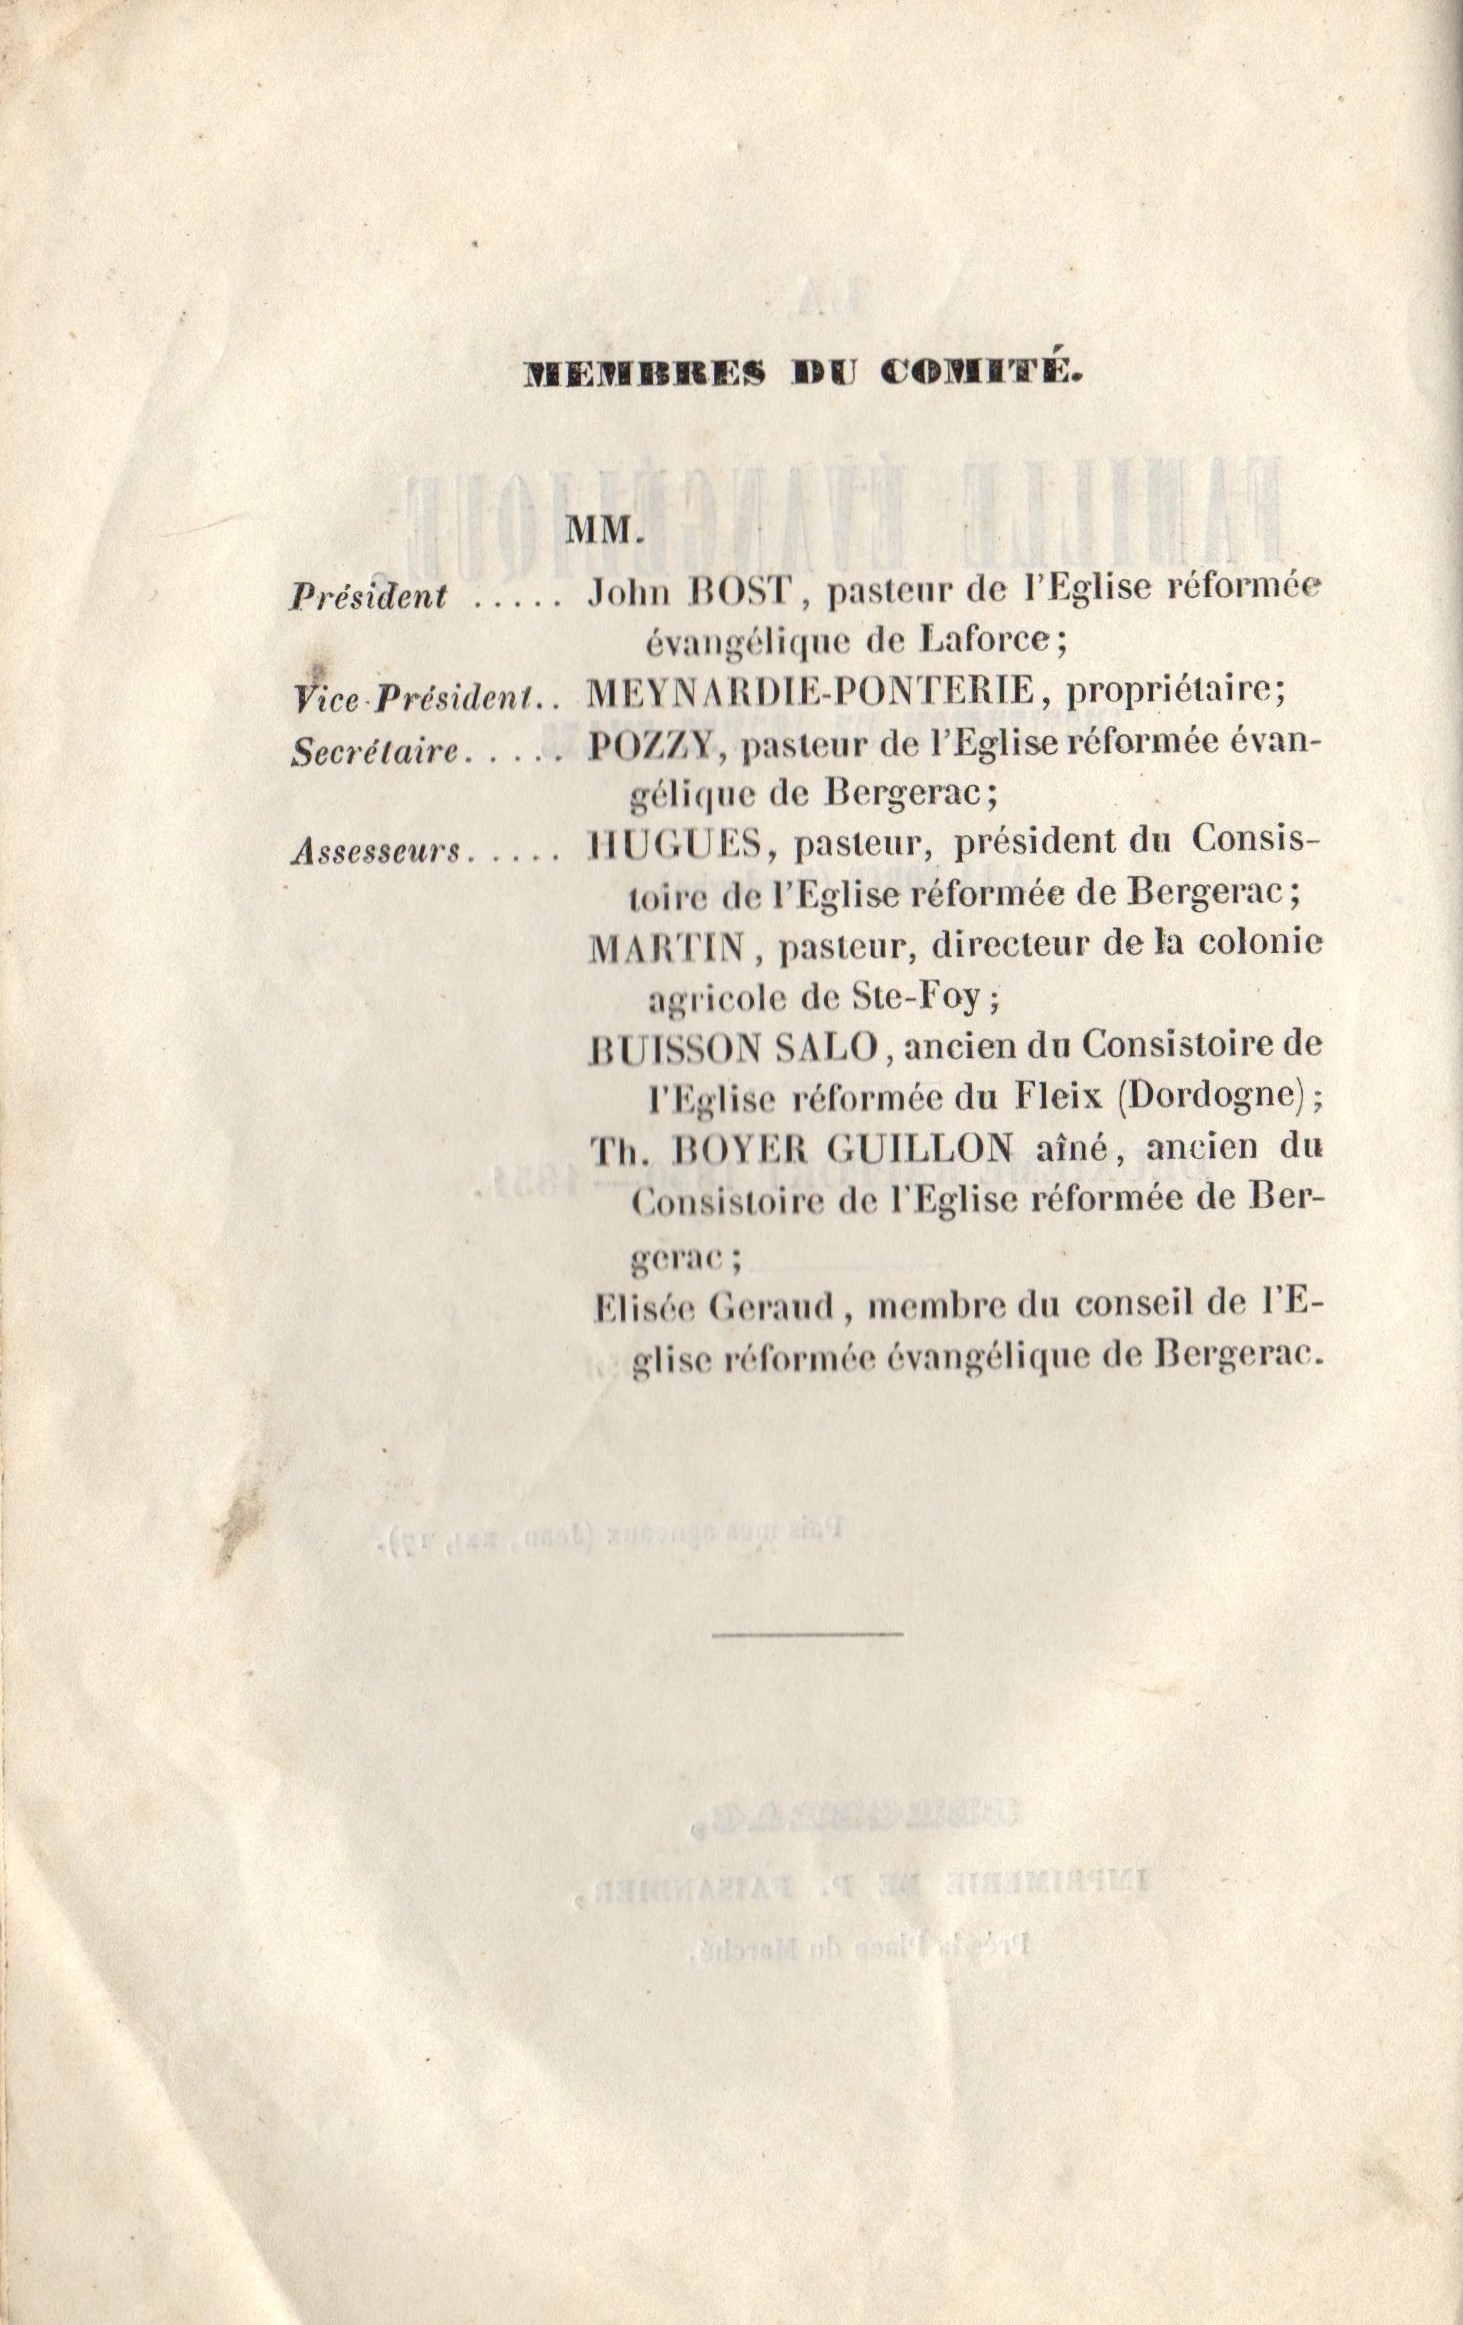 MEMBRES DU COMITÉ.
MM.
Président ..... John BOST, pasteur de l'Eglise réformée
évangélique de Laforce;
Vice-Président.. MEYNARDIE-PONTERIE, propriétaire;
Secrétaire..... POZZY, pasteur de l'Eglise réformée évan-
gélique de Bergerac;
Assesseurs..... HUGUES, pasteur, président du Consis-
toire de l'Eglise réformée de Bergerac;
MARTIN, pasteur, directeur de la colonie
agricole de Ste-Foy;
BUISSON SALO, ancien du Consistoire de
l'Eglise réformée du Fleix (Dordogne);
Th. BOYER GUILLON aîné, ancien du
Consistoire de l'Eglise réformée de Ber-
gerac;
Elisée Geraud, membre du conseil de l'E-
glise réformée évangélique de Bergerac.